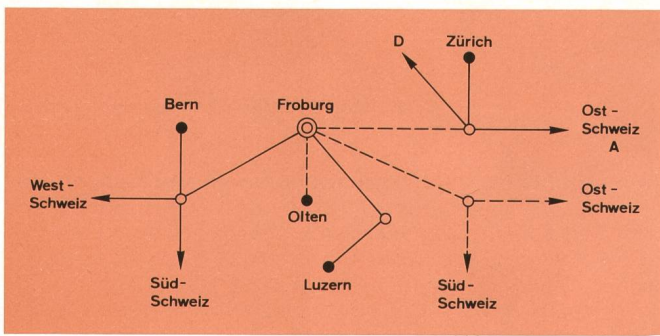 D
Zürich
Bern
Froburg
Ost-
Schweiz
A
West-
Schweiz
Olten
Ost-
Schweiz
Süd-
Schweiz
Luzern
Süd-
Schweiz